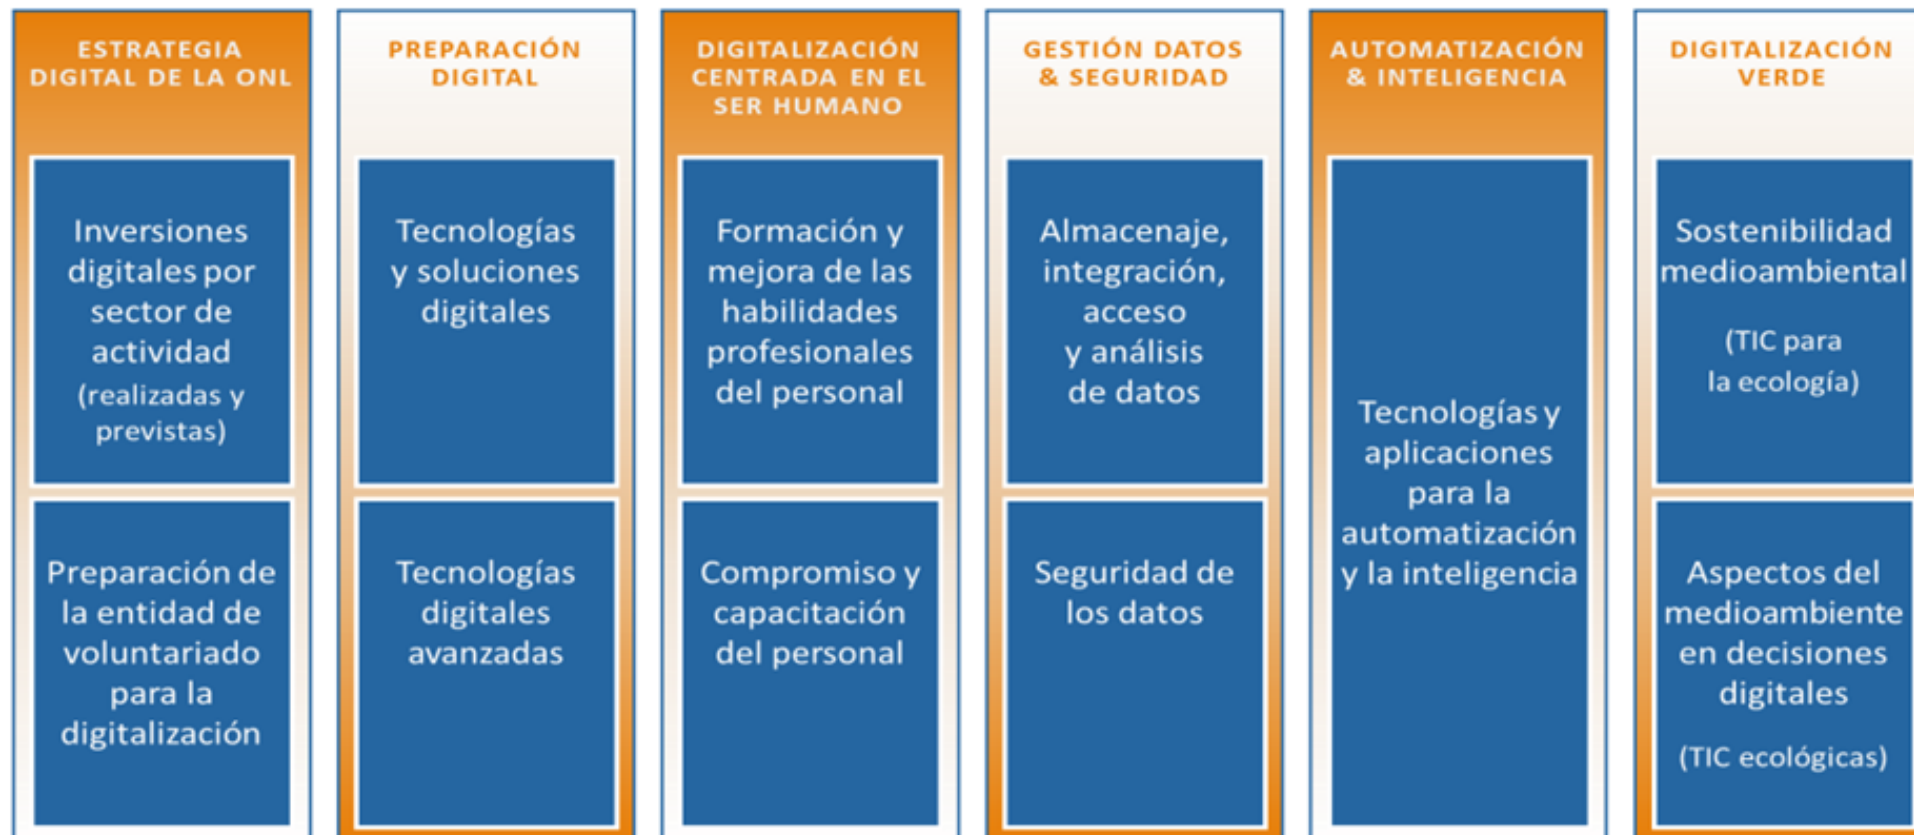 ESTRATEGIA
DIGITAL DE LA ONL
Inversiones
digitales por
sector de
actividad
(realizadas y
previstas)
Preparación de
la entidad de
voluntariado
para la
digitalización
PREPARACIÓN
DIGITAL
Tecnologías
y soluciones
digitales
Tecnologías
digitales
avanzadas
DIGITALIZACIÓN
CENTRADA EN EL
SER HUMANO
Formación y
mejora de las
habilidades
profesionales
del personal
Compromiso y
capacitación
del personal
GESTIÓN DATOS
& SEGURIDAD
Almacenaje,
integración,
acceso
y análisis
de datos
Seguridad de
los datos
AUTOMATIZACIÓN
& INTELIGENCIA
Tecnologías y
aplicaciones
para la
automatización
y la inteligencia
DIGITALIZACIÓN
VERDE
Sostenibilidad
medioambiental
(TIC para
la ecología)
Aspectos del
medioambiente
en decisiones
digitales
(TIC ecológicas)